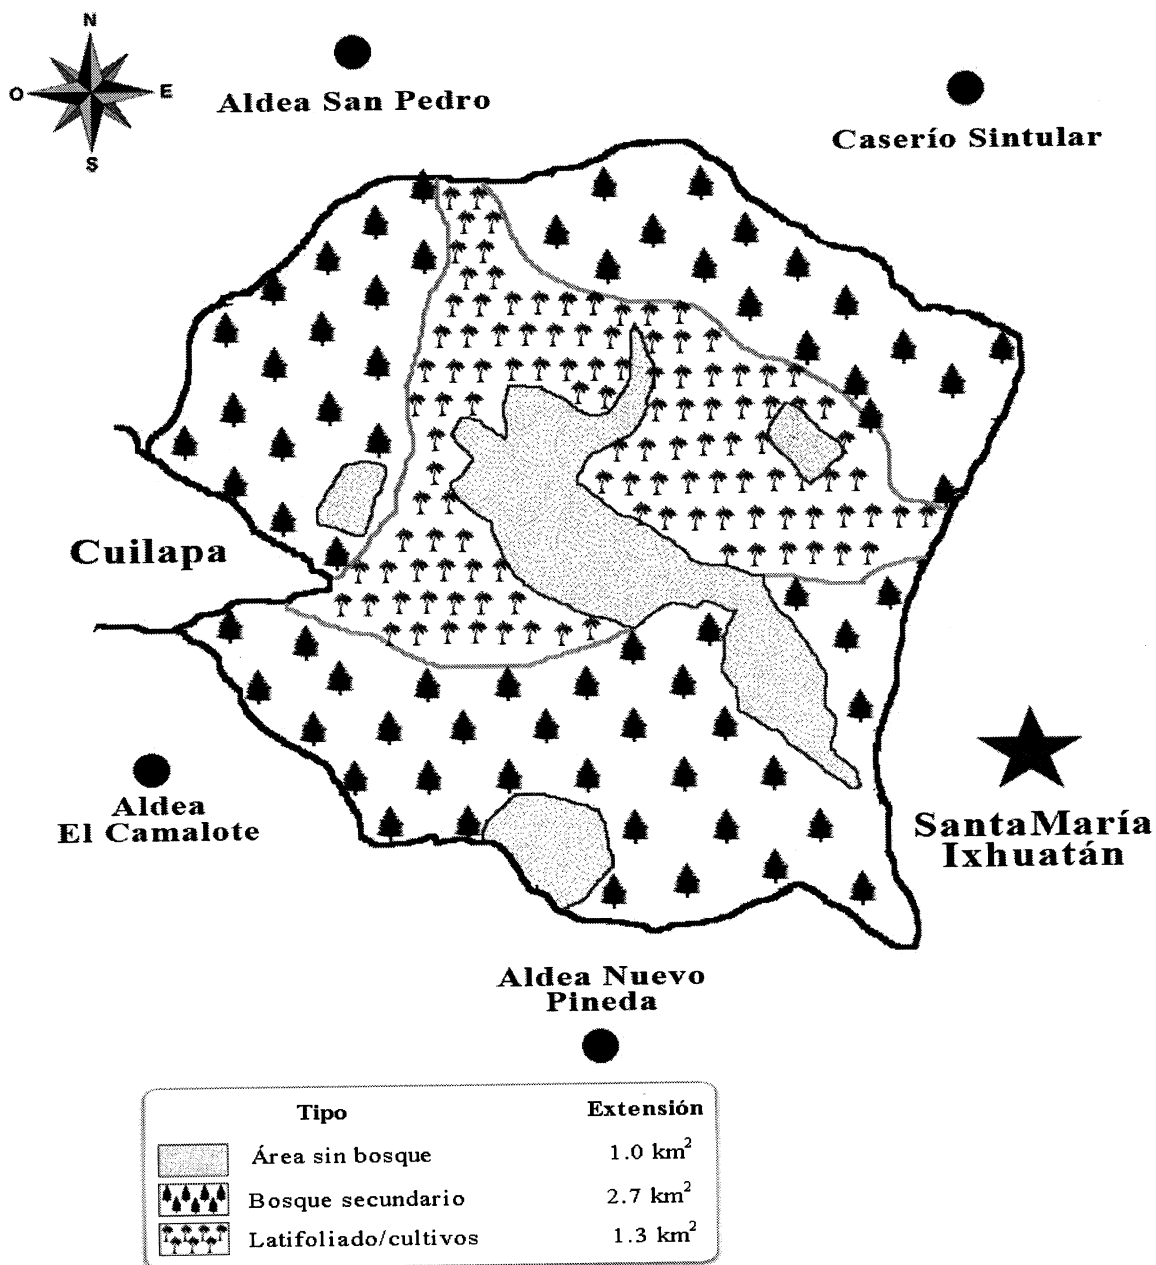 N
O E
S
Aldea San Pedro
Caserío Sintular
Cuilapa
Aldea
El Camalote
SantaMaría
Ixhuatán
Aldea Nuevo
Pineda
Tipo Extensión
Área sin bosque 1.0 km²
Bosque secundario 2.7 km²
Latifoliado/cultivos 1.3 km²